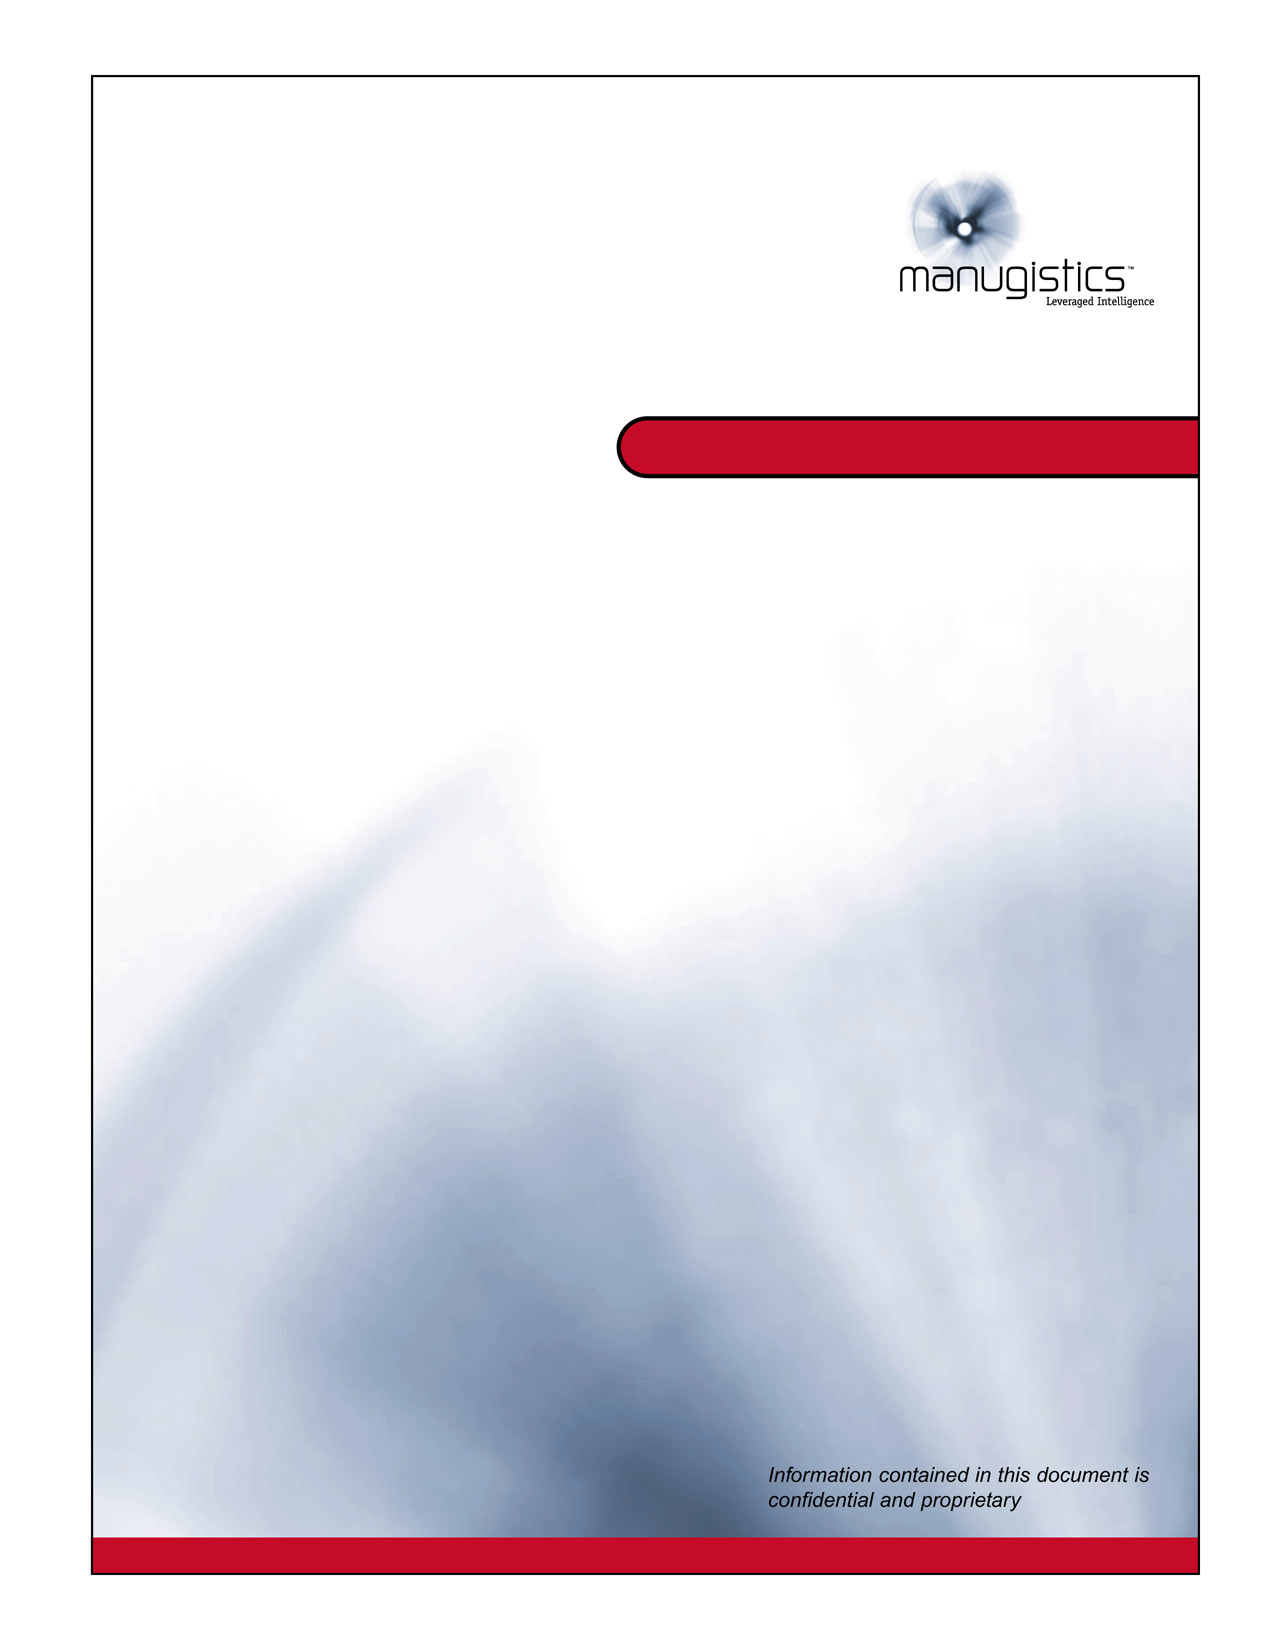 manugistics™
Leveraged Intelligence
Information contained in this document is
confidential and proprietary